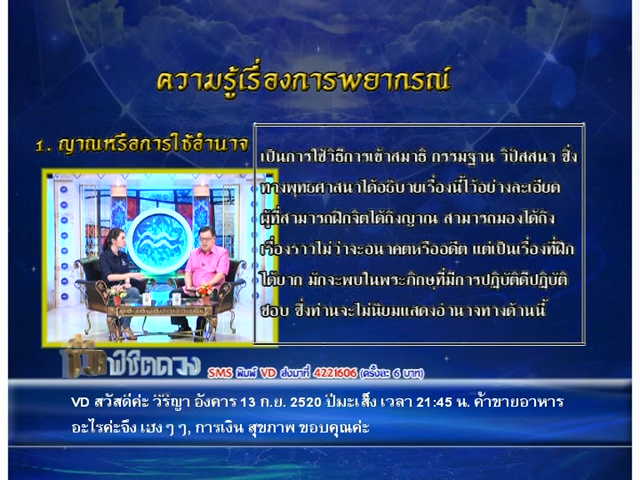 ความรู้เรื่องการพยากรณ์
1. ญาณหรือการใช้อำนาจ
เป็นการใช้วิธีการเข้าสมาธิ กรรมฐาน วิปัสสนา ซึ่ง
ทางพุทธศาสนาได้อธิบายเรื่องนี้ไว้อย่างละเอียด
ผู้ที่สามารถฝึกจิตได้ถึงญาณ สามารถมองได้ถึง
เรื่องราวไม่ว่าจะอนาคตหรืออดีต แต่เป็นเรื่องที่ฝึก
ได้ยาก มักจะพบในพระภิกษุที่มีการปฏิบัติดีปฏิบัติ
ชอบ ซึ่งท่านจะไม่นิยมแสดงอำนาจทางด้านนี้
พิชิตดวง
SMS พิมพ์ VD ส่งมาที่ 4221606 (ครั้งละ 6 บาท)
VD สวัสดีค่ะ วิริญา อังคาร 13 ก.ย. 2520 ปีมะเส็ง เวลา 21:45 น. ค้าขายอาหาร
อะไรค่ะจึง เฮง ๆ ๆ, การเงิน สุขภาพ ขอบคุณค่ะ